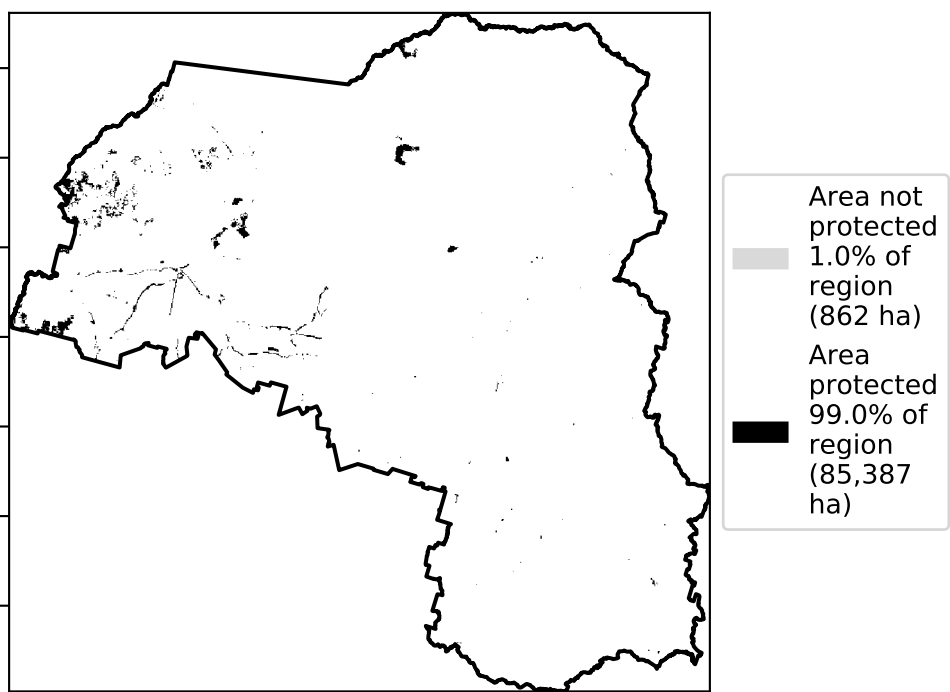 Area not
protected
1.0% of
region
(862 ha)
Area
protected
99.0% of
region
(85,387
ha)